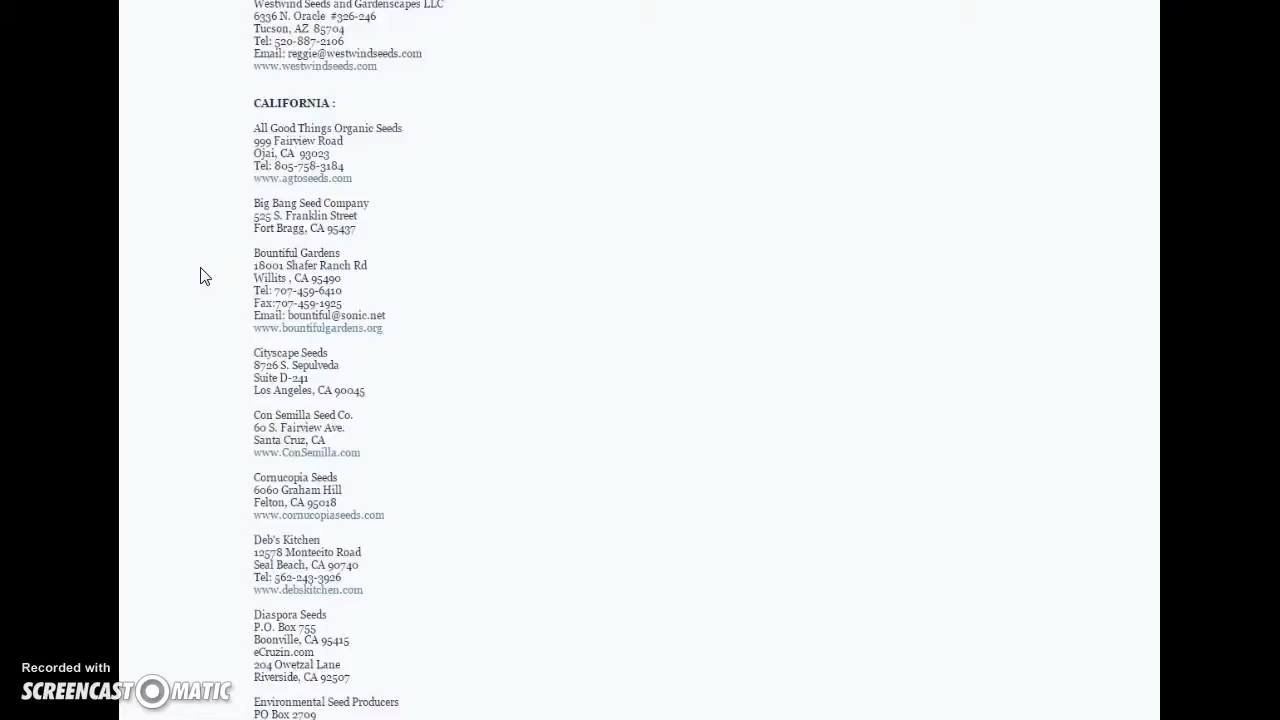 Westwind Seeds and Gardenscapes LLC
6336 N. Oracle #326-246
Tucson, AZ 85704
Tel: 520-887-2106
Email: reggie@westwindseeds.com
www.westwindseeds.com
CALIFORNIA :
All Good Things Organic Seeds
999 Fairview Road
Ojai, CA 93023
Tel: 805-758-3184
www.agtoseeds.com
Big Bang Seed Company
525 S. Franklin Street
Fort Bragg, CA 95437
Bountiful Gardens
18001 Shafer Ranch Rd
Willits , CA 95490
Tel: 707-459-6410
Fax:707-459-1925
Email: bountiful@sonic.net
www.bountifulgardens.org
Cityscape Seeds
8726 S. Sepulveda
Suite D-241
Los Angeles, CA 90045
Con Semilla Seed Co.
60 S. Fairview Ave.
Santa Cruz, CA
www.ConSemilla.com
Cornucopia Seeds
6060 Graham Hill
Felton, CA 95018
www.cornucopiaseeds.com
Deb's Kitchen
12578 Montecito Road
Seal Beach, CA 90740
Tel: 562-243-3926
www.debskitchen.com
Diaspora Seeds
P.O. Box 755
Boonville, CA 95415
eCruzin.com
204 Owetzal Lane
Riverside, CA 92507
Environmental Seed Producers
PO Box 2709
Recorded with
SCREENCAST-O-MATIC